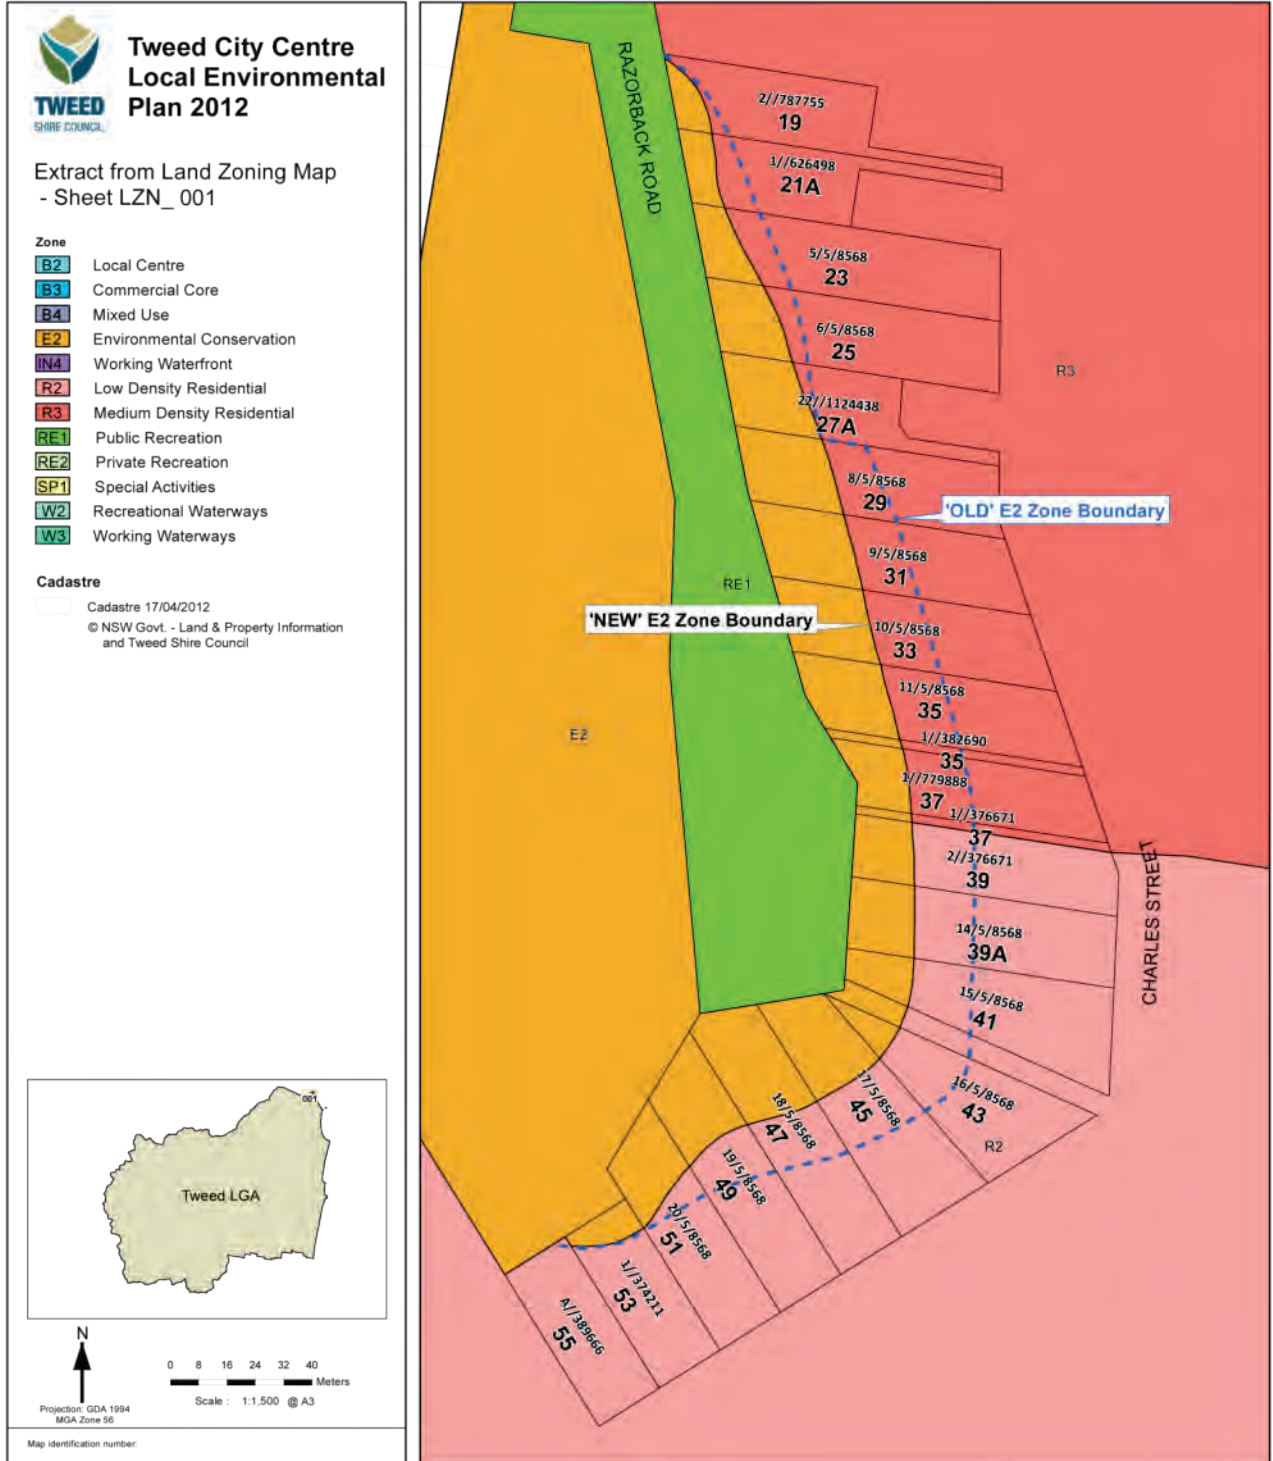 TWEED
SHIRE COUNCIL
Tweed City Centre
Local Environmental
Plan 2012
Extract from Land Zoning Map
- Sheet LZN_ 001
Zone
B2 Local Centre
B3 Commercial Core
B4 Mixed Use
E2 Environmental Conservation
IN4 Working Waterfront
R2 Low Density Residential
R3 Medium Density Residential
RE1 Public Recreation
RE2 Private Recreation
SP1 Special Activities
W2 Recreational Waterways
W3 Working Waterways
Cadastre
Cadastre 17/04/2012
© NSW Govt. - Land & Property Information
and Tweed Shire Council
001
Tweed LGA
N
Projection: GDA 1994
MGA Zone 56
0 8 16 24 32 40
Meters
Scale : 1:1,500 @ A3
Map identification number:
RAZORBACK ROAD
2//787755
19
1//626498
21A
5/5/8568
23
6/5/8568
25
R3
22//1124438
27A
8/5/8568
29
'OLD' E2 Zone Boundary
9/5/8568
31
RE1
'NEW' E2 Zone Boundary
10/5/8568
33
11/5/8568
35
E2
1//382690
35
1//779888
37
1//376671
37
2//376671
39
CHARLES STREET
14/5/8568
39A
15/5/8568
41
16/5/8568
43
R2
17/5/8568
45
18/5/8568
47
19/5/8568
49
20/5/8568
51
1//374211
53
A//389666
55